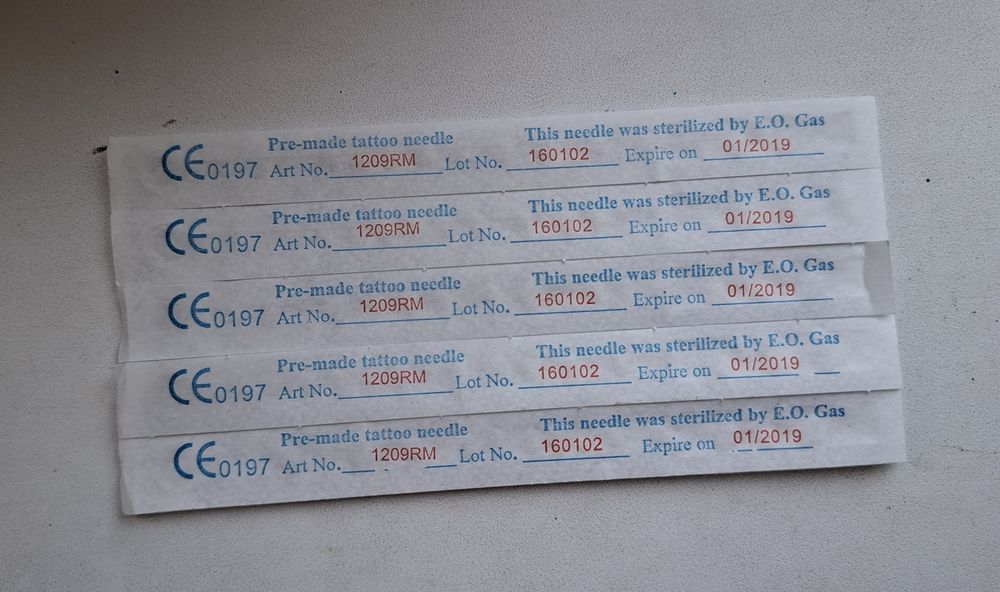 Pre-made tattoo needle This needle was sterilized by E.O. Gas
CE0197 Art No. 1209RM Lot No. 160102 Expire on 01/2019
Pre-made tattoo needle This needle was sterilized by E.O. Gas
CE0197 Art No. 1209RM Lot No. 160102 Expire on 01/2019
Pre-made tattoo needle This needle was sterilized by E.O. Gas
CE0197 Art No. 1209RM Lot No. 160102 Expire on 01/2019
Pre-made tattoo needle This needle was sterilized by E.O. Gas
CE0197 Art No. 1209RM Lot No. 160102 Expire on 01/2019
Pre-made tattoo needle This needle was sterilized by E.O. Gas
CE0197 Art No. 1209RM Lot No. 160102 Expire on 01/2019